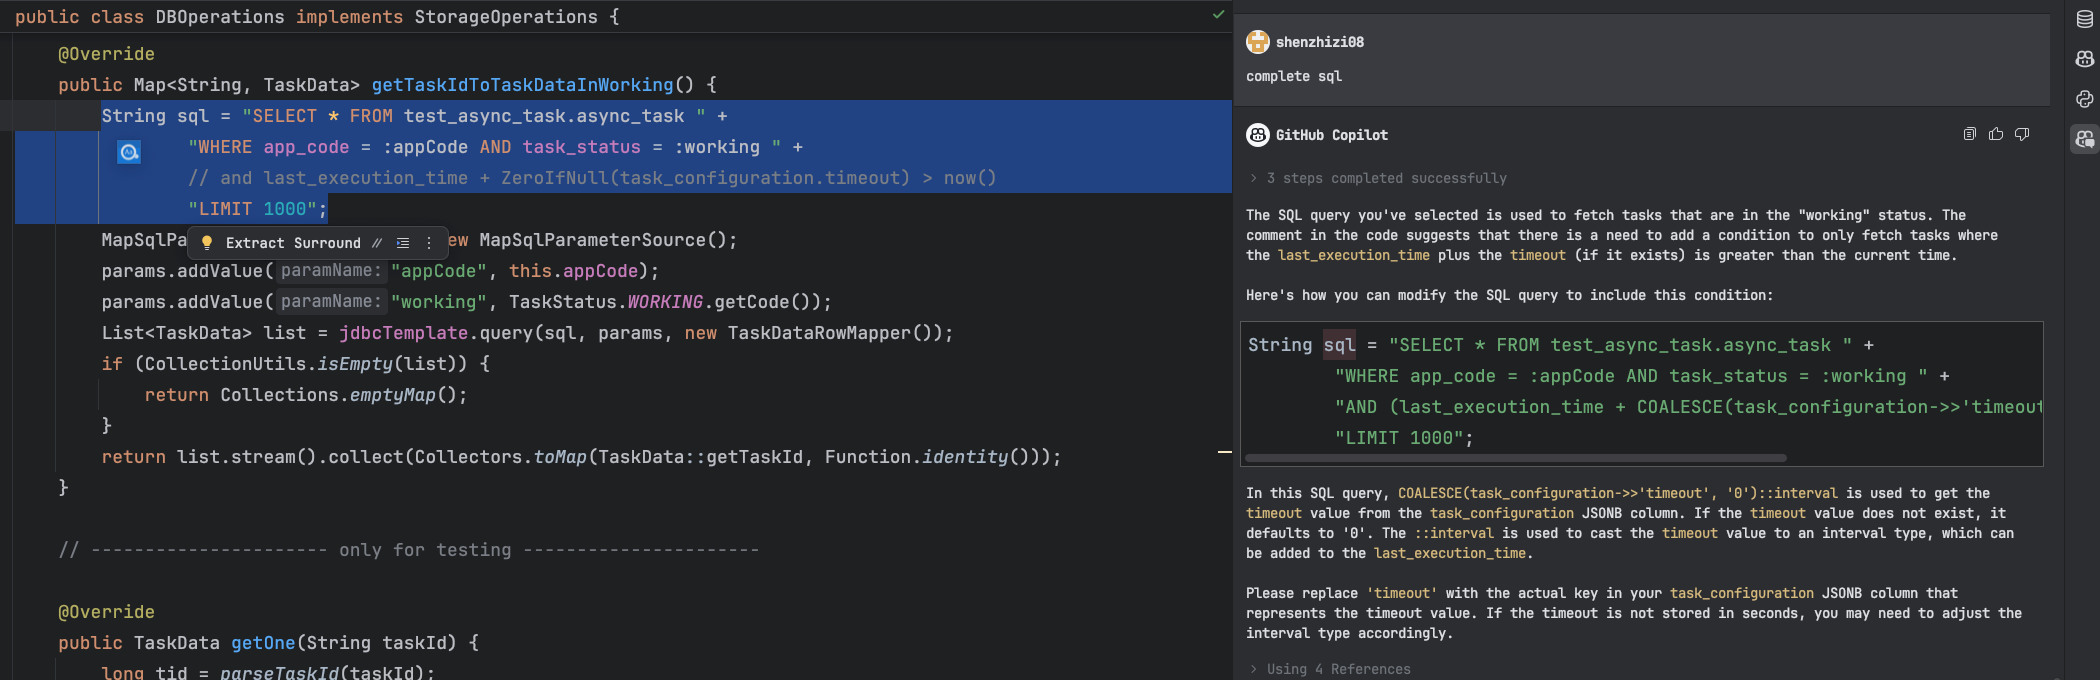 public class DBOperations implements StorageOperations {
@Override
public Map<String, TaskData> getTaskIdToTaskDataInWorking() {
String sql = "SELECT * FROM test_async_task.async_task " +
"WHERE app_code = :appCode AND task_status = :working " +
// and last_execution_time + ZeroIfNull(task_configuration.timeout) > now()
"LIMIT 1000";
Extract Surround // ⋮
MapSqlPa ew MapSqlParameterSource();
params.addValue( paramName: "appCode", this.appCode);
params.addValue( paramName: "working", TaskStatus.WORKING.getCode());
List<TaskData> list = jdbcTemplate.query(sql, params, new TaskDataRowMapper());
if (CollectionUtils.isEmpty(list)) {
return Collections.emptyMap();
}
return list.stream().collect(Collectors.toMap(TaskData::getTaskId, Function.identity()));
}
// ---------------------- only for testing ----------------------
@Override
public TaskData getOne(String taskId) {
long tid = parseTaskId(taskId);
shenzhizi08
complete sql
GitHub Copilot
> 3 steps completed successfully
The SQL query you've selected is used to fetch tasks that are in the "working" status. The
comment in the code suggests that there is a need to add a condition to only fetch tasks where
the last_execution_time plus the timeout (if it exists) is greater than the current time.
Here's how you can modify the SQL query to include this condition:
String sql = "SELECT * FROM test_async_task.async_task " +
"WHERE app_code = :appCode AND task_status = :working " +
"AND (last_execution_time + COALESCE(task_configuration->>'timeout
"LIMIT 1000";
In this SQL query, COALESCE(task_configuration->>'timeout', '0')::interval is used to get the
timeout value from the task_configuration JSONB column. If the timeout value does not exist, it
defaults to '0'. The ::interval is used to cast the timeout value to an interval type, which can
be added to the last_execution_time.
Please replace 'timeout' with the actual key in your task_configuration JSONB column that
represents the timeout value. If the timeout is not stored in seconds, you may need to adjust the
interval type accordingly.
> Using 4 References